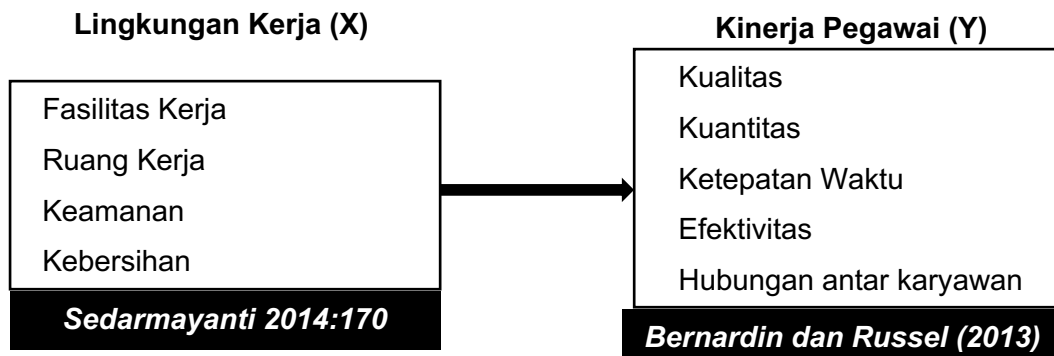 Lingkungan Kerja (X)
Fasilitas Kerja
Ruang Kerja
Keamanan
Kebersihan
Sedarmayanti 2014:170
Kinerja Pegawai (Y)
Kualitas
Kuantitas
Ketepatan Waktu
Efektivitas
Hubungan antar karyawan
Bernardin dan Russel (2013)